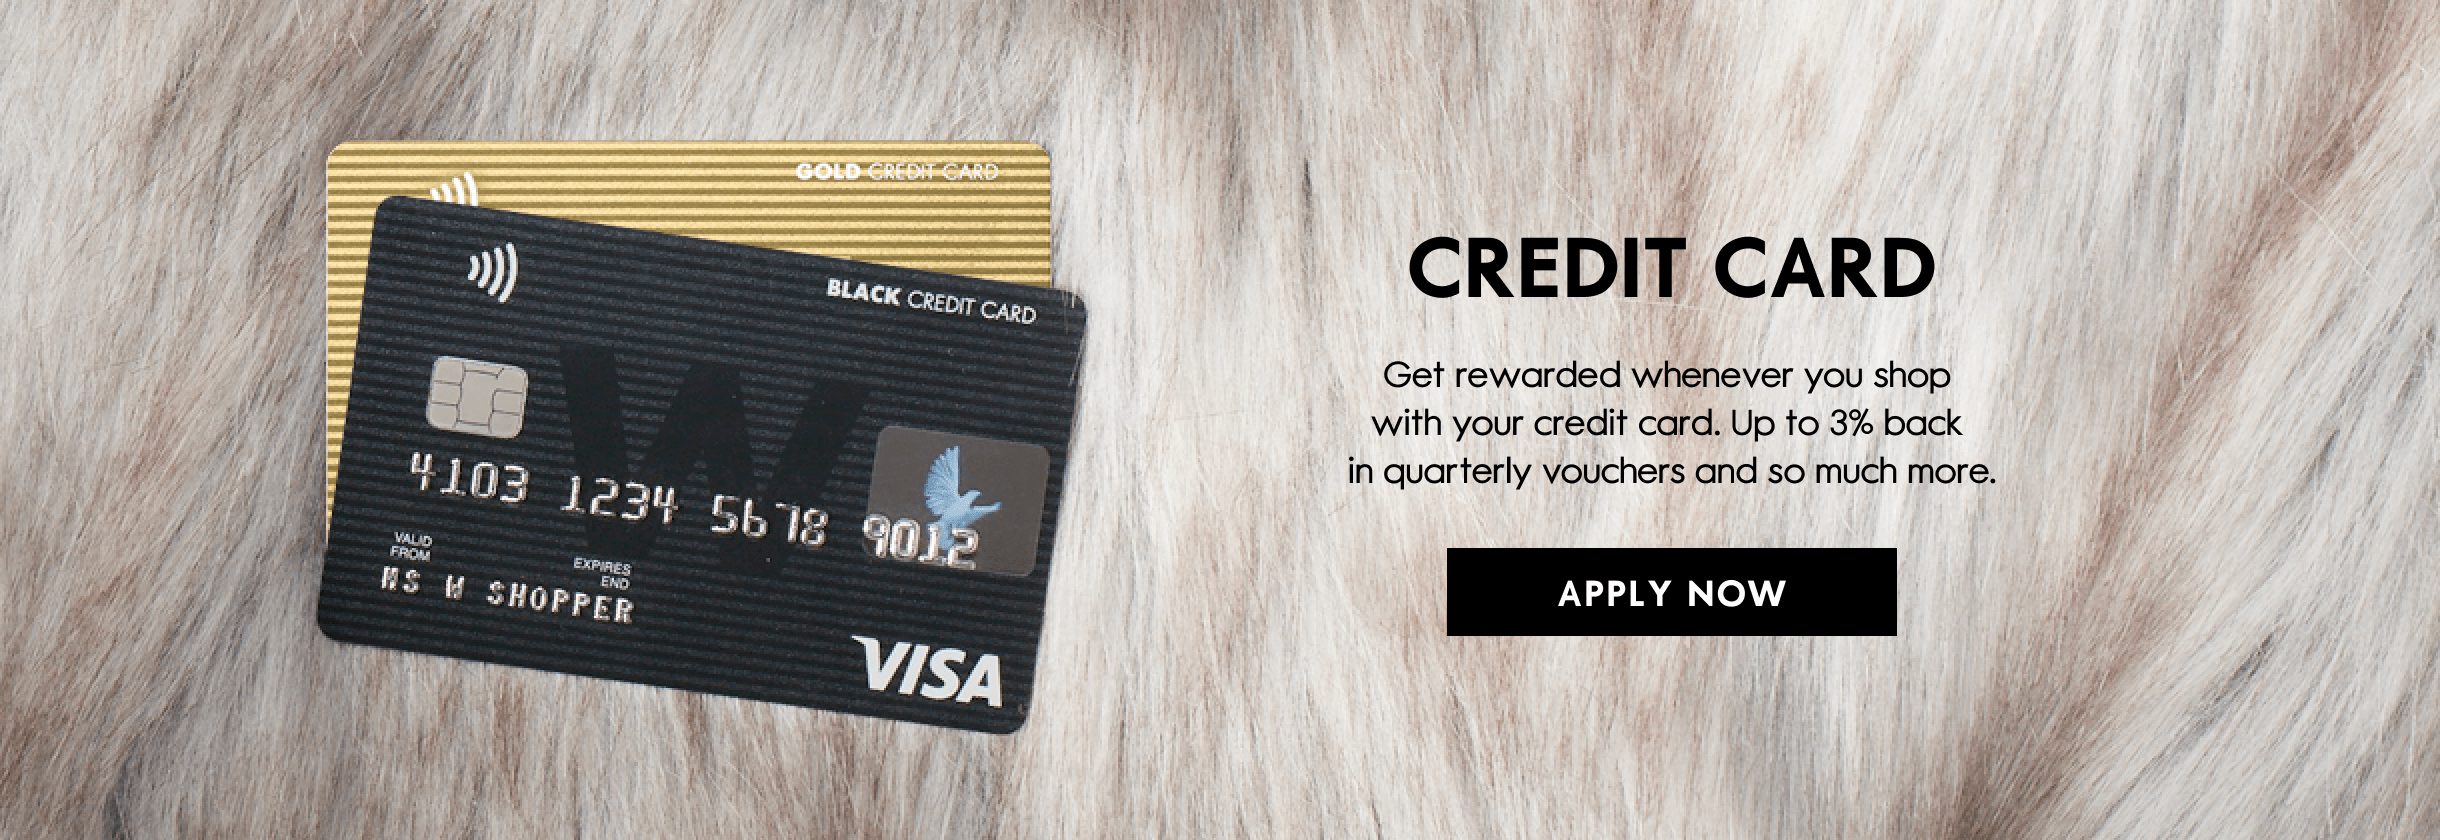 GOLD CREDIT CARD
BLACK CREDIT CARD
W
4103 1234 5678 9012
VALID
FROM
EXPIRES
END
MS W SHOPPER
VISA
CREDIT CARD
Get rewarded whenever you shop
with your credit card. Up to 3% back
in quarterly vouchers and so much more.
APPLY NOW